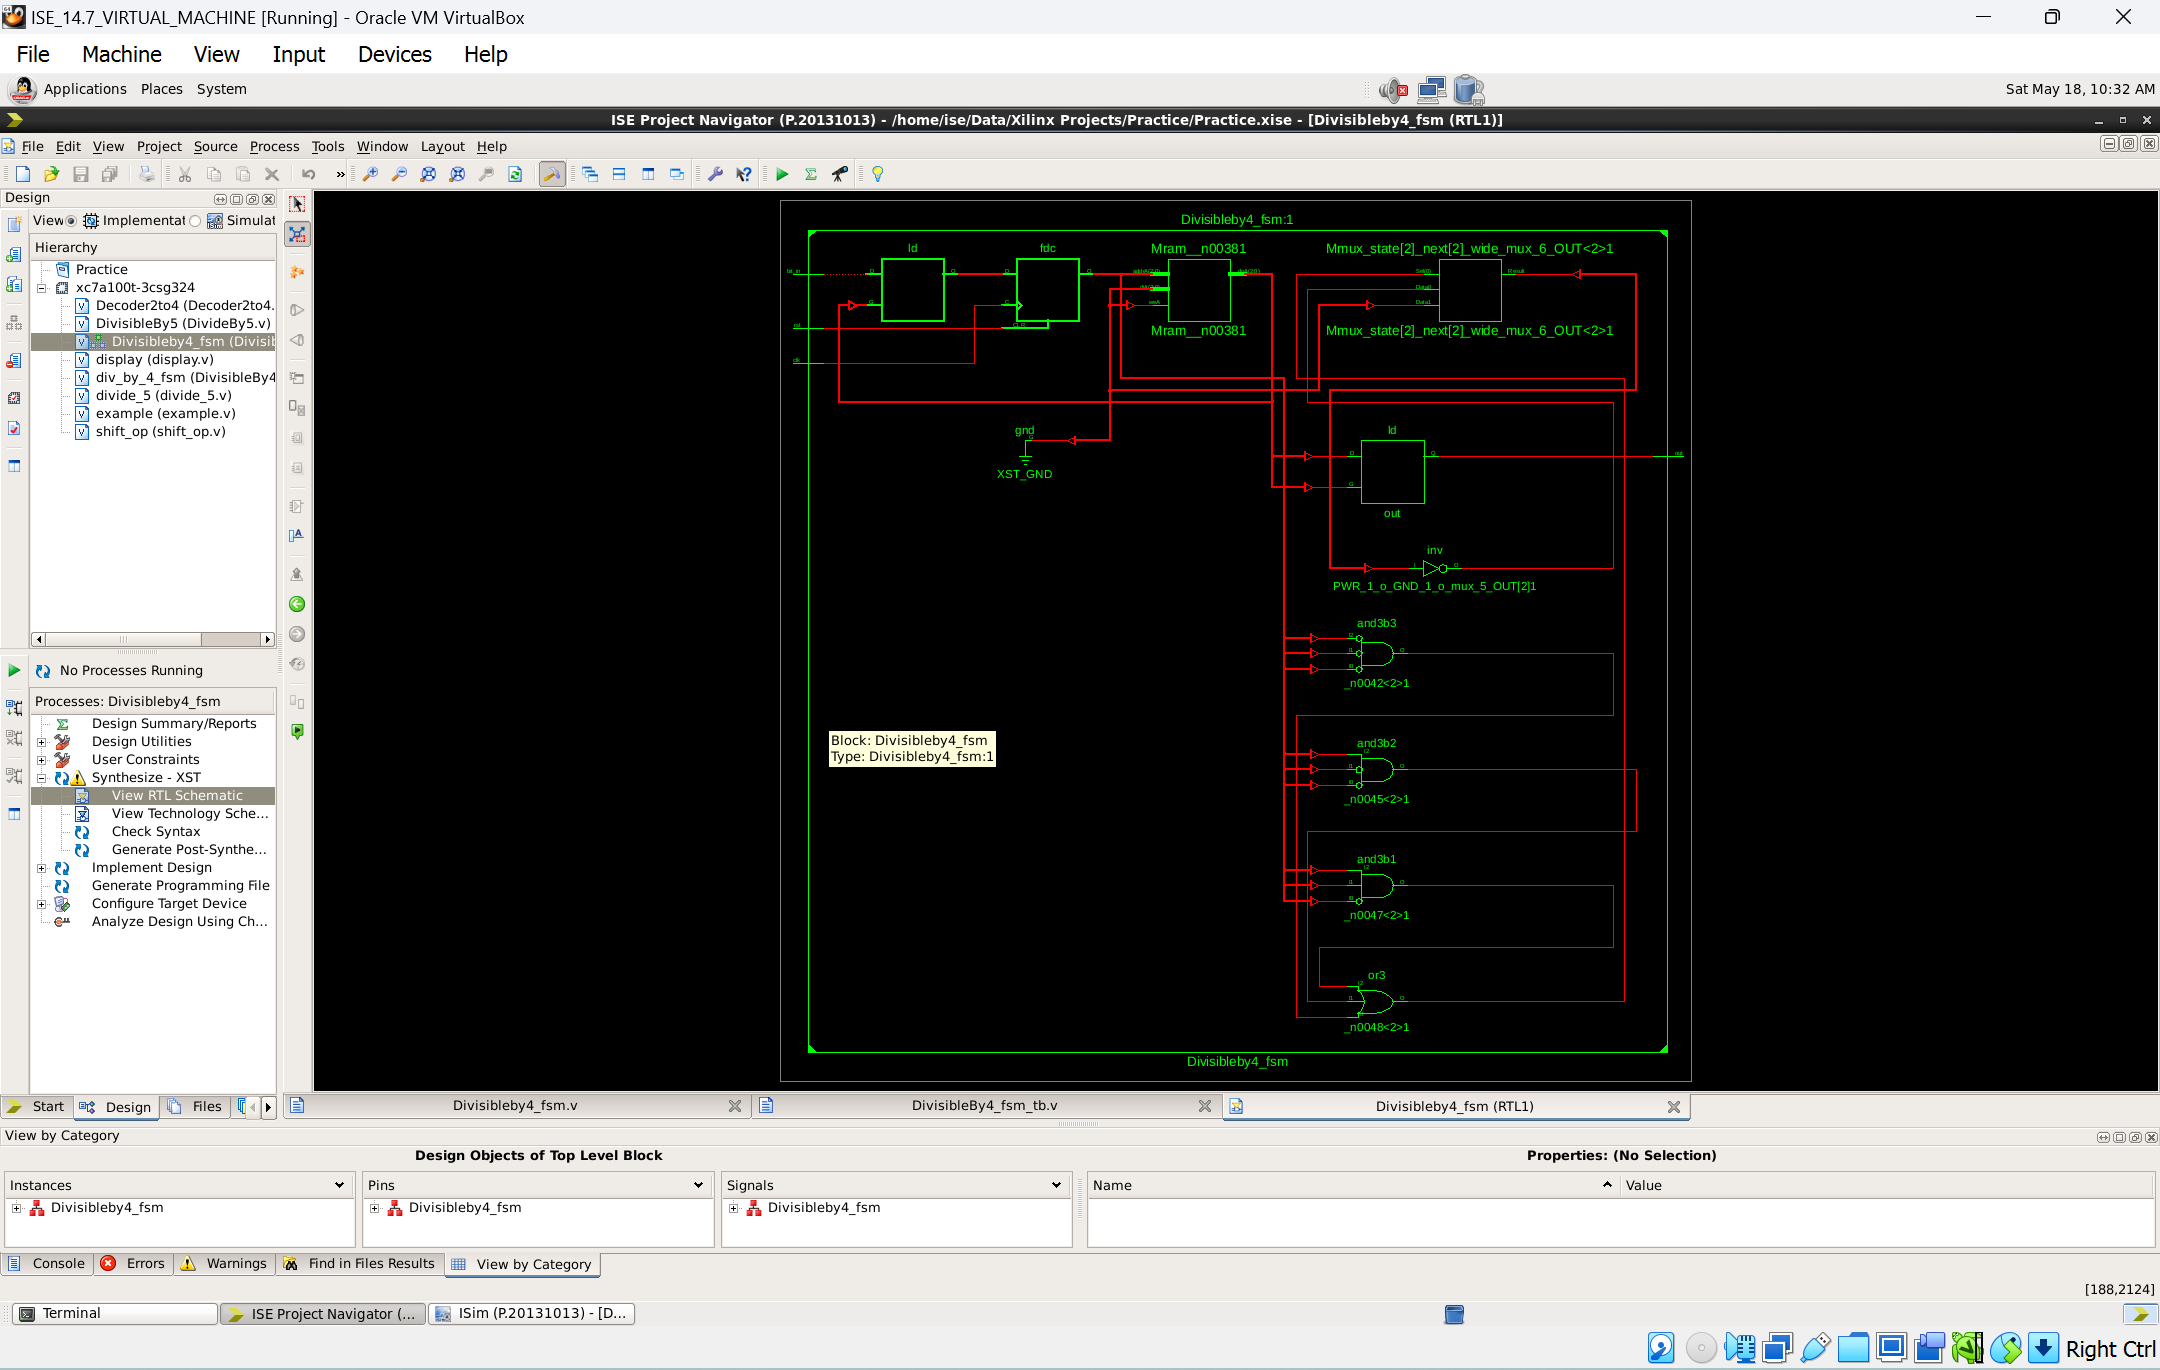 ISE_14.7_VIRTUAL_MACHINE [Running] - Oracle VM VirtualBox
File Machine View Input Devices Help
Applications Places System
Sat May 18, 10:32 AM
ISE Project Navigator (P.20131013) - /home/ise/Data/Xilinx Projects/Practice/Practice.xise - [Divisibleby4_fsm (RTL1)]
File Edit View Project Source Process Tools Window Layout Help
Design
View Implementat Simulat
Hierarchy
Practice
xc7a100t-3csg324
Decoder2to4 (Decoder2to4.
DivisibleBy5 (DivideBy5.v)
Divisibleby4_fsm (Divisib
display (display.v)
div_by_4_fsm (DivisibleBy4
divide_5 (divide_5.v)
example (example.v)
shift_op (shift_op.v)
No Processes Running
Processes: Divisibleby4_fsm
Design Summary/Reports
Design Utilities
User Constraints
Synthesize - XST
View RTL Schematic
View Technology Sche...
Check Syntax
Generate Post-Synthe...
Implement Design
Generate Programming File
Configure Target Device
Analyze Design Using Ch...
Start Design Files
Divisibleby4_fsm:1
ld fdc Mram__n00381 Mmux_state[2]_next[2]_wide_mux_6_OUT<2>1
Mram__n00381 Mmux_state[2]_next[2]_wide_mux_6_OUT<2>1
gnd
XST_GND
ld
out
inv
PWR_1_o_GND_1_o_mux_5_OUT[2]1
and3b3
_n0042<2>1
Block: Divisibleby4_fsm
Type: Divisibleby4_fsm:1
and3b2
_n0045<2>1
and3b1
_n0047<2>1
or3
_n0048<2>1
Divisibleby4_fsm
Divisibleby4_fsm.v DivisibleBy4_fsm_tb.v Divisibleby4_fsm (RTL1)
View by Category
Design Objects of Top Level Block Properties: (No Selection)
Instances Pins Signals Name Value
Divisibleby4_fsm Divisibleby4_fsm Divisibleby4_fsm
Console Errors Warnings Find in Files Results View by Category
[188,2124]
Terminal ISE Project Navigator (... ISim (P.20131013) - [D...
Right Ctrl